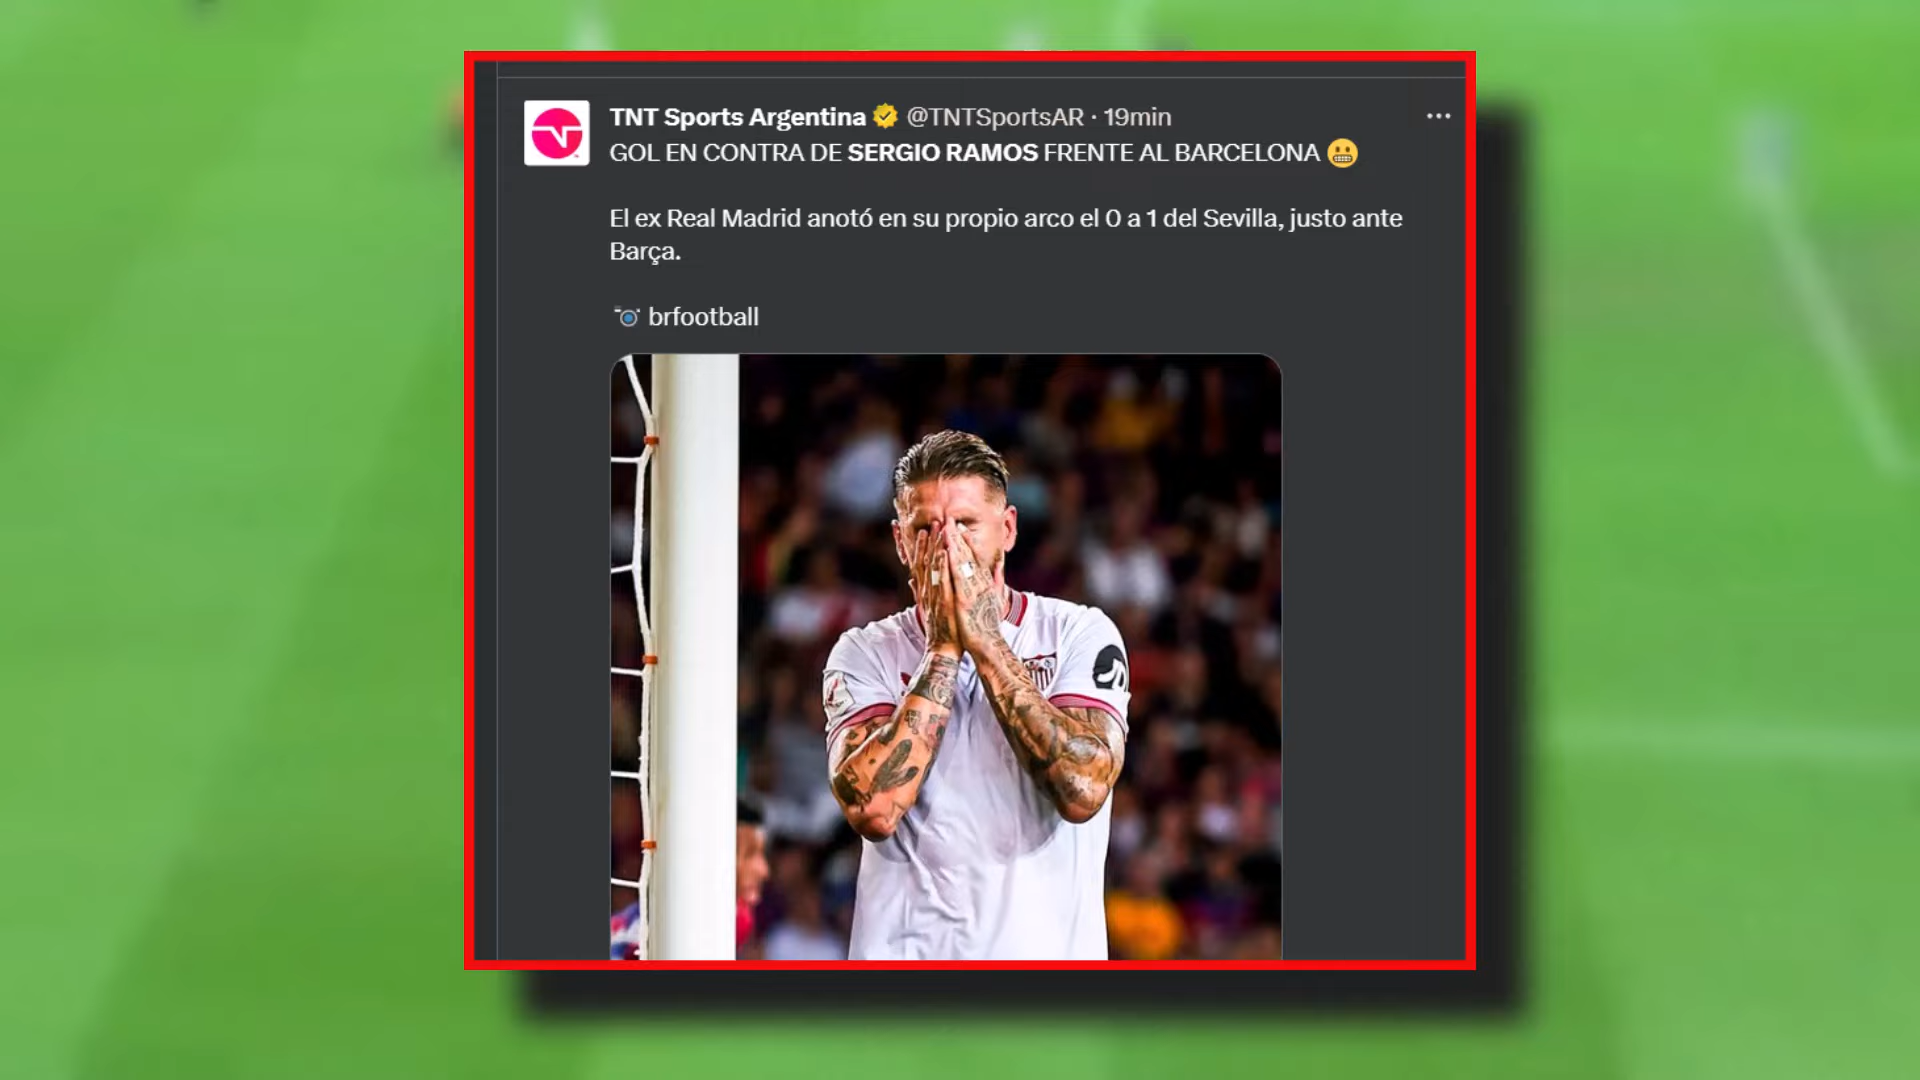 TNT Sports Argentina @TNTSportsAR · 19min
GOL EN CONTRA DE SERGIO RAMOS FRENTE AL BARCELONA 😬
El ex Real Madrid anotó en su propio arco el 0 a 1 del Sevilla, justo ante
Barça.
📷 brfootball